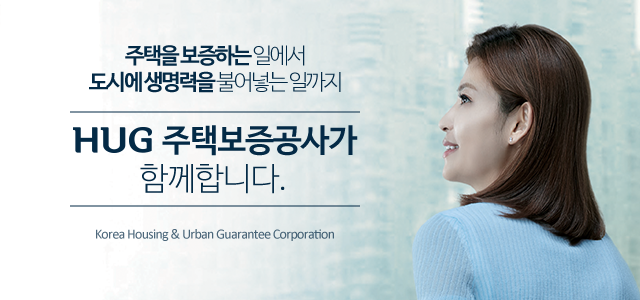 주택을 보증하는 일에서
도시에 생명력을 불어넣는 일까지
HUG 주택보증공사가
함께합니다.
Korea Housing & Urban Guarantee Corporation